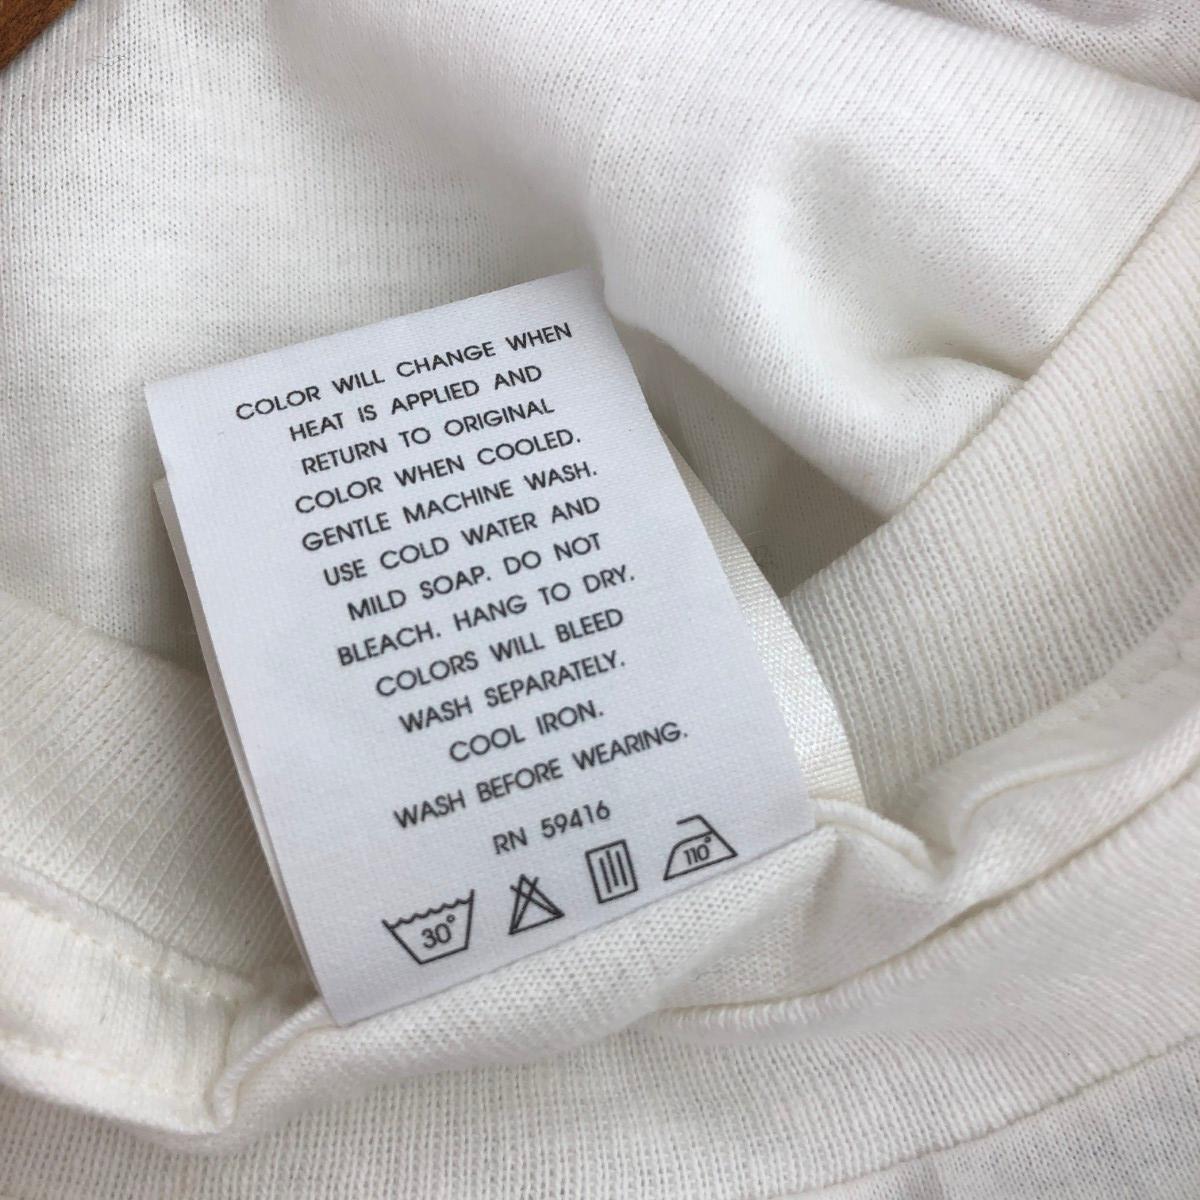 COLOR WILL CHANGE WHEN
HEAT IS APPLIED AND
RETURN TO ORIGINAL
COLOR WHEN COOLED.
GENTLE MACHINE WASH.
USE COLD WATER AND
MILD SOAP. DO NOT
BLEACH. HANG TO DRY.
COLORS WILL BLEED
WASH SEPARATELY.
COOL IRON.
WASH BEFORE WEARING.
RN 59416
30° 110°